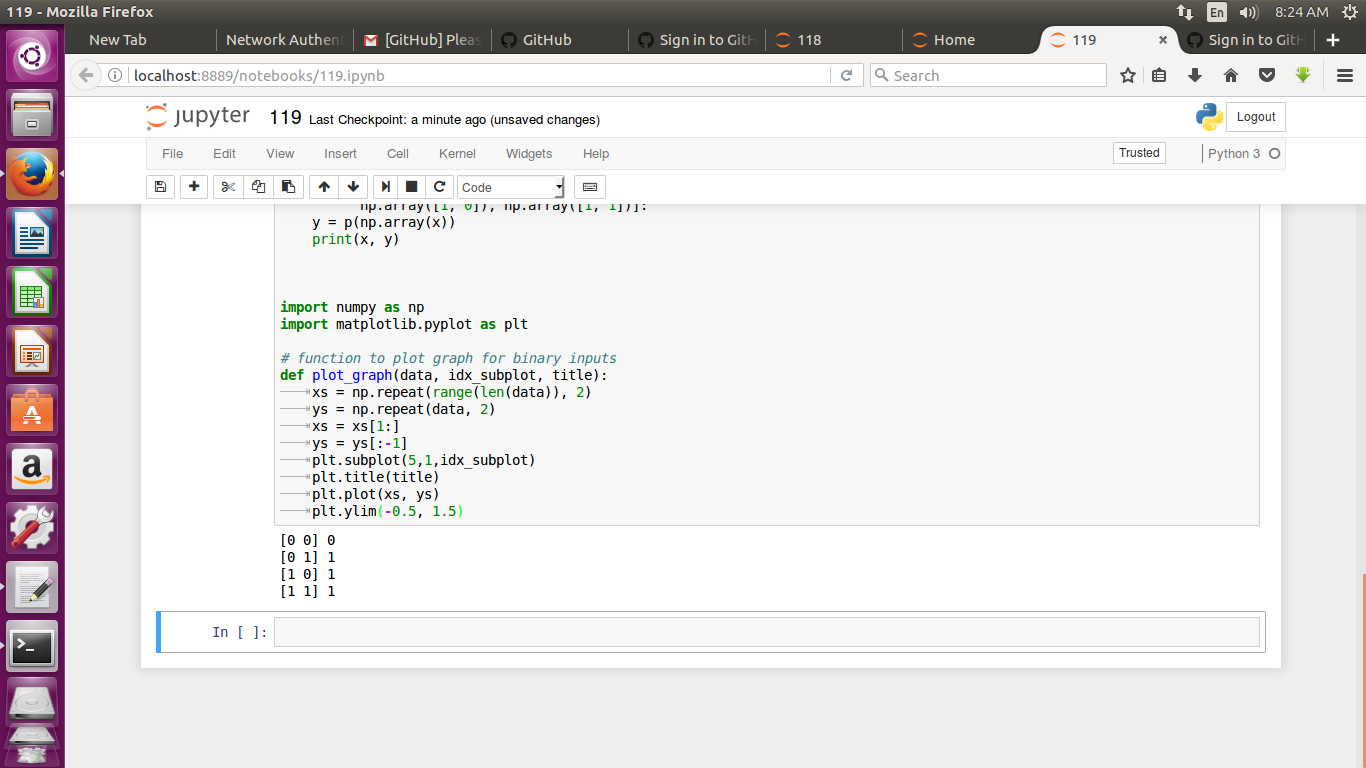 119 - Mozilla Firefox
En
8:24 AM
New Tab
Network Authen
[GitHub] Pleas
GitHub
Sign in to GitH
118
Home
119
Sign in to GitH
localhost:8889/notebooks/119.ipynb
Search
jupyter 119 Last Checkpoint: a minute ago (unsaved changes)
Logout
File Edit View Insert Cell Kernel Widgets Help
Trusted
Python 3
Code
np.array([1, 0]), np.array([1, 1])]:
y = p(np.array(x))
print(x, y)
import numpy as np
import matplotlib.pyplot as plt
# function to plot graph for binary inputs
def plot_graph(data, idx_subplot, title):
xs = np.repeat(range(len(data)), 2)
ys = np.repeat(data, 2)
xs = xs[1:]
ys = ys[:-1]
plt.subplot(5,1,idx_subplot)
plt.title(title)
plt.plot(xs, ys)
plt.ylim(-0.5, 1.5)
[0 0] 0
[0 1] 1
[1 0] 1
[1 1] 1
In [ ]: